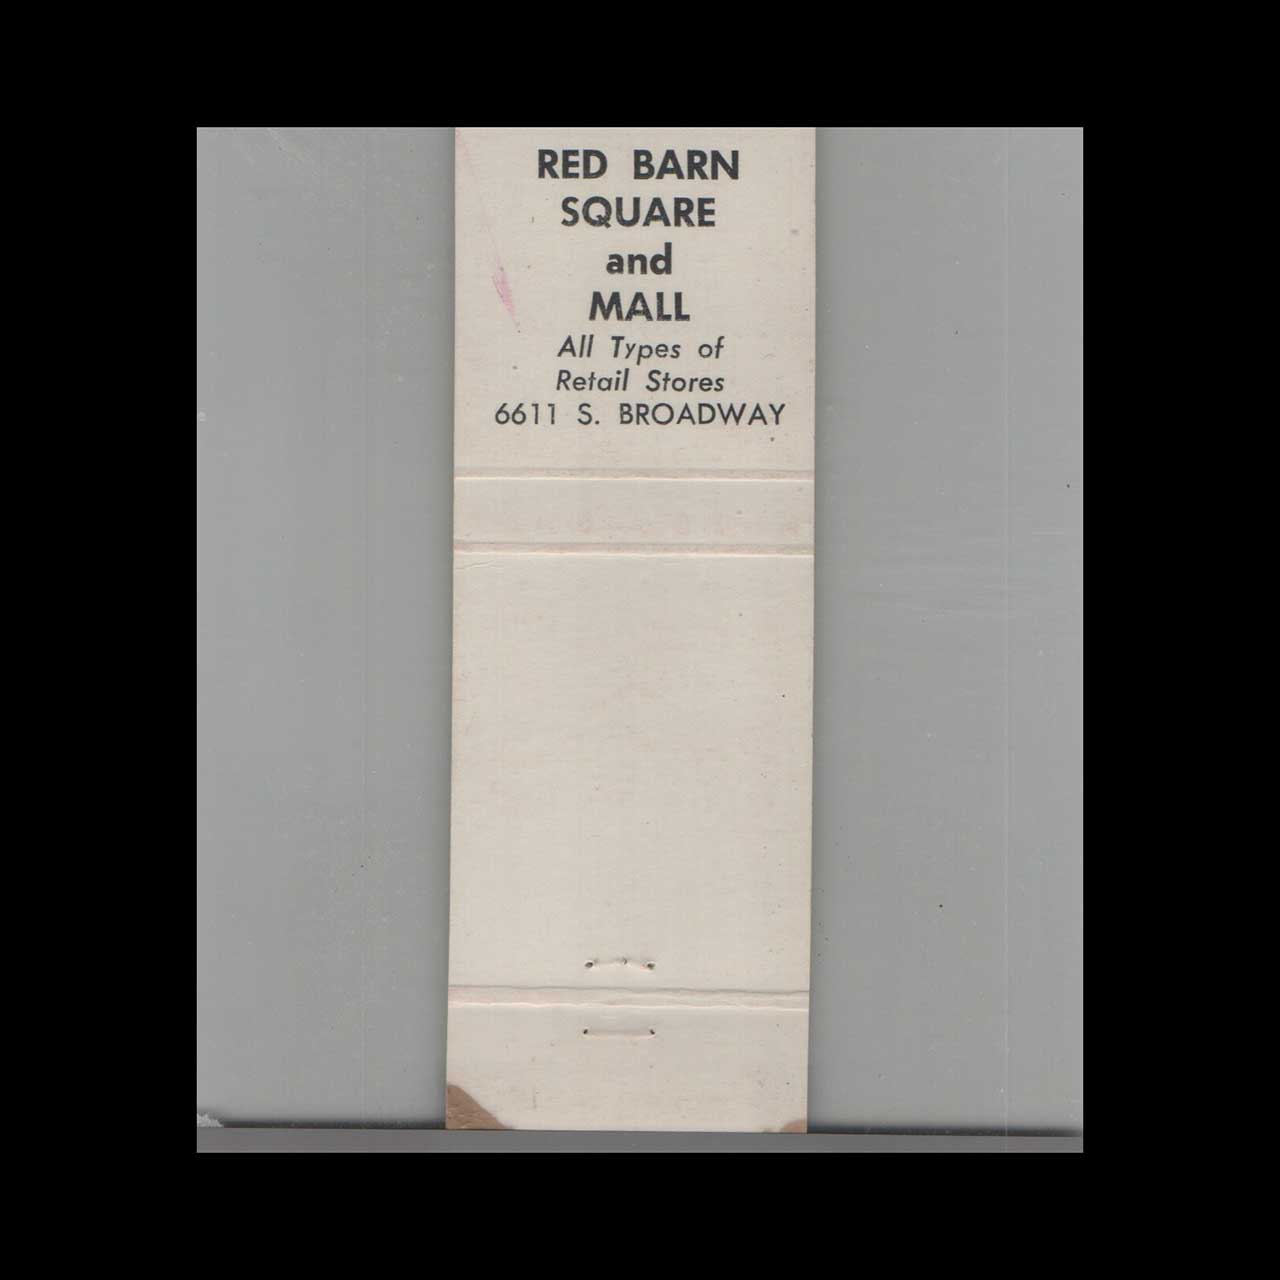 RED BARN
SQUARE
and
MALL
All Types of
Retail Stores
6611 S. BROADWAY